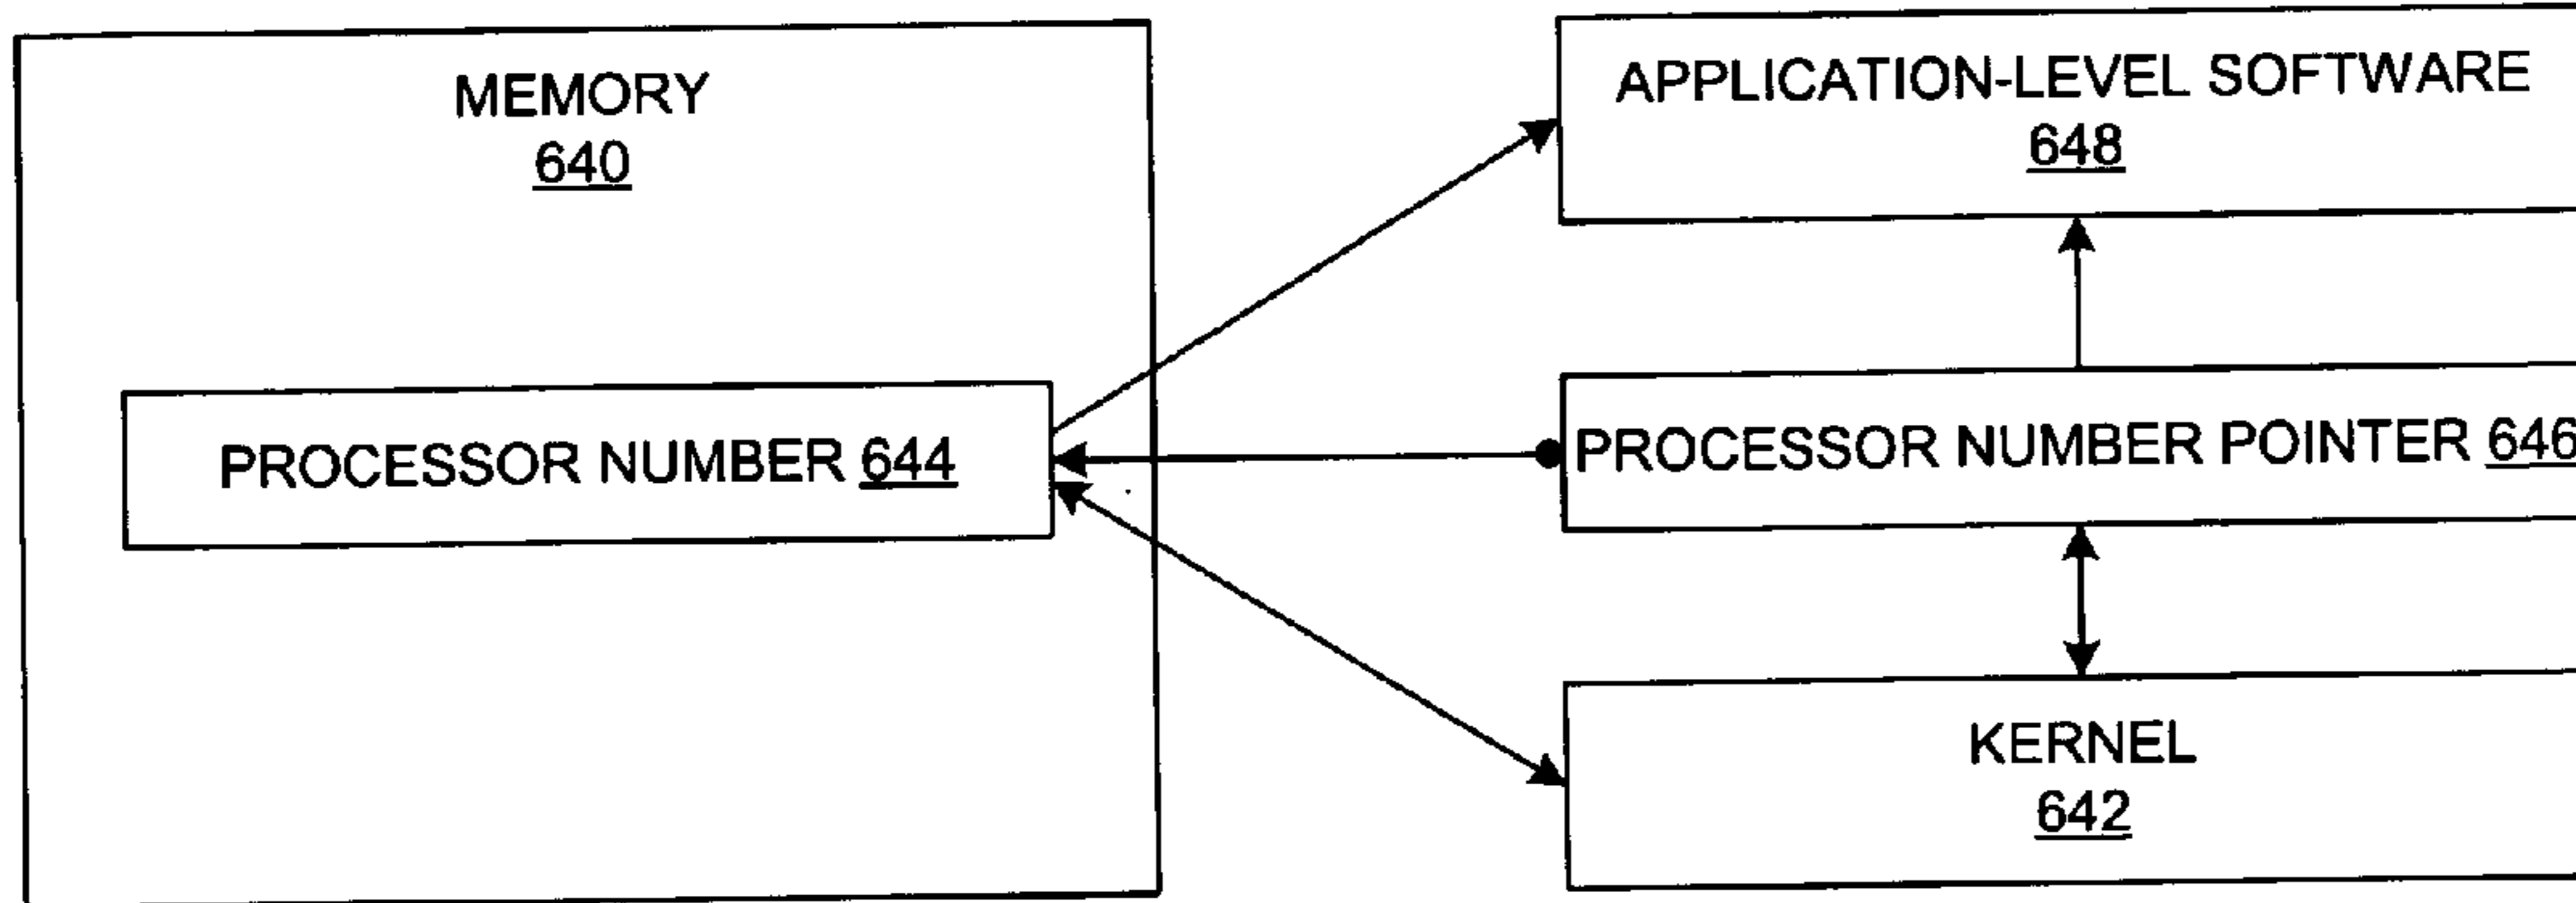 MEMORY
640
APPLICATION-LEVEL SOFTWARE
648
PROCESSOR NUMBER 644
PROCESSOR NUMBER POINTER 646
KERNEL
642